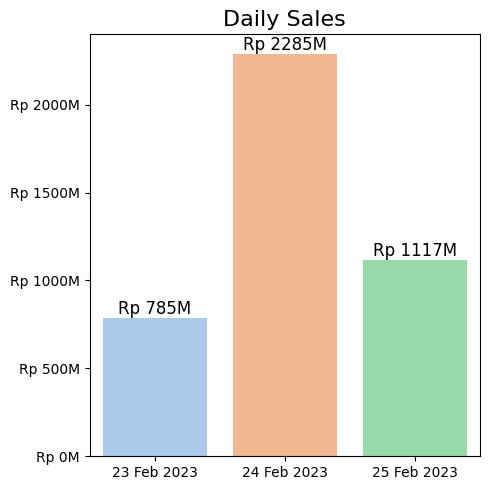 Daily Sales
Rp 2285M
Rp 2000M
Rp 1500M
Rp 1117M
Rp 1000M
Rp 785M
Rp 500M
Rp 0M
23 Feb 2023
24 Feb 2023
25 Feb 2023